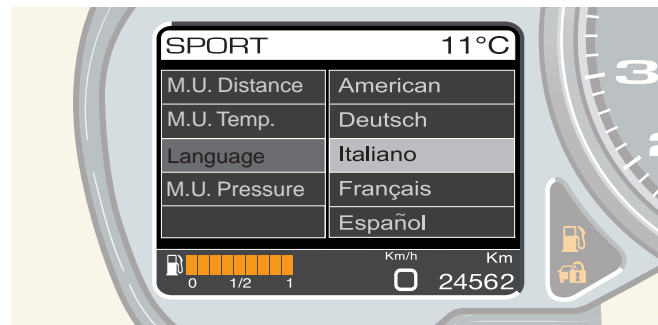 SPORT 11°C
M.U. Distance American
M.U. Temp. Deutsch
Language Italiano
M.U. Pressure Français
Español
Km/h Km
0 1/2 1 0 24562
3